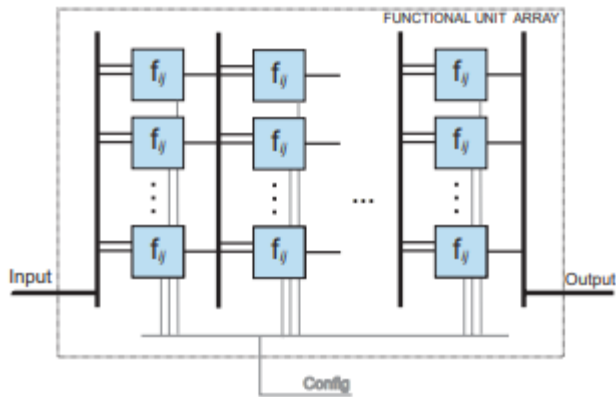 FUNCTIONAL UNIT ARRAY
fij fij fij
fij fij fij
... ... ... ...
fij fij fij
Input
Output
Config